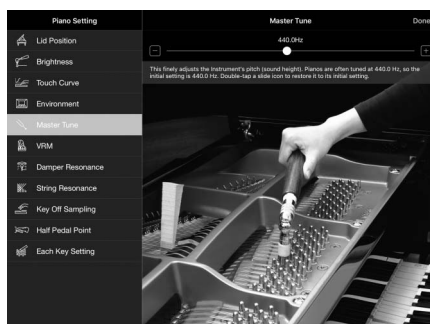 Piano Setting
Lid Position
Brightness
Touch Curve
Environment
Master Tune
VRM
Damper Resonance
String Resonance
Key Off Sampling
Half Pedal Point
Each Key Setting
Master Tune
Done
440.0Hz
This finely adjusts the Instrument's pitch (sound height). Pianos are often tuned at 440.0 Hz, so the
initial setting is 440.0 Hz. Double-tap a slide icon to restore it to its initial setting.